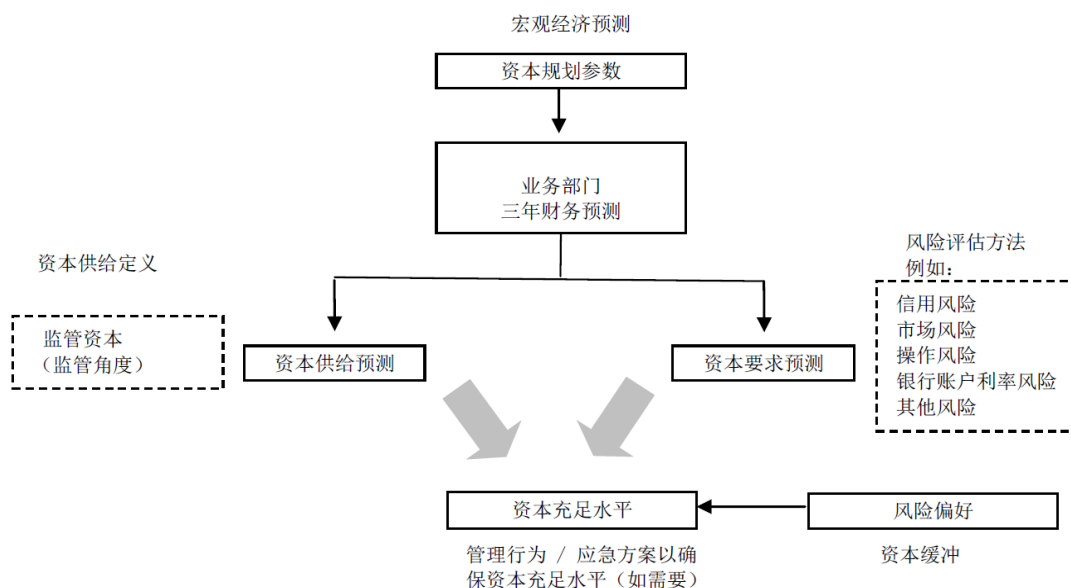 宏观经济预测
资本规划参数
业务部门
三年财务预测
资本供给定义
监管资本
（监管角度）
资本供给预测
资本要求预测
风险评估方法
例如：
信用风险
市场风险
操作风险
银行账户利率风险
其他风险
资本充足水平
风险偏好
管理行为 / 应急方案以确
保资本充足水平（如需要）
资本缓冲